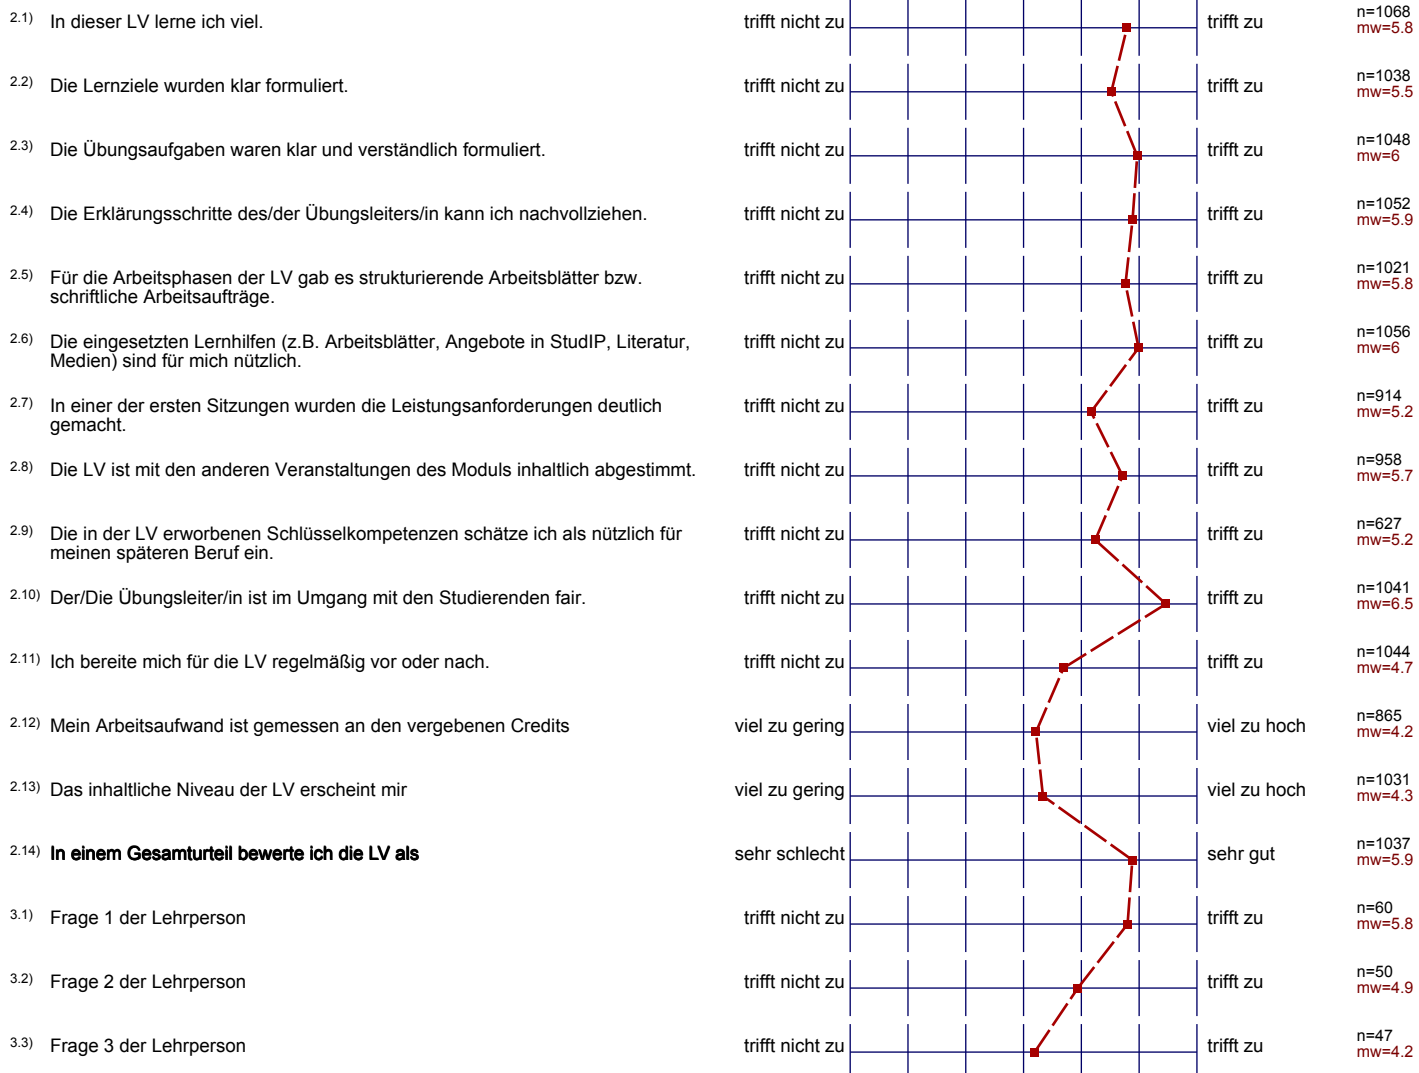 2.1) In dieser LV lerne ich viel. trifft nicht zu trifft zu n=1068
mw=5.8
2.2) Die Lernziele wurden klar formuliert. trifft nicht zu trifft zu n=1038
mw=5.5
2.3) Die Übungsaufgaben waren klar und verständlich formuliert. trifft nicht zu trifft zu n=1048
mw=6
2.4) Die Erklärungsschritte des/der Übungsleiters/in kann ich nachvollziehen. trifft nicht zu trifft zu n=1052
mw=5.9
2.5) Für die Arbeitsphasen der LV gab es strukturierende Arbeitsblätter bzw. trifft nicht zu trifft zu n=1021
schriftliche Arbeitsaufträge. mw=5.8
2.6) Die eingesetzten Lernhilfen (z.B. Arbeitsblätter, Angebote in StudIP, Literatur, trifft nicht zu trifft zu n=1056
Medien) sind für mich nützlich. mw=6
2.7) In einer der ersten Sitzungen wurden die Leistungsanforderungen deutlich trifft nicht zu trifft zu n=914
gemacht. mw=5.2
2.8) Die LV ist mit den anderen Veranstaltungen des Moduls inhaltlich abgestimmt. trifft nicht zu trifft zu n=958
mw=5.7
2.9) Die in der LV erworbenen Schlüsselkompetenzen schätze ich als nützlich für trifft nicht zu trifft zu n=627
meinen späteren Beruf ein. mw=5.2
2.10) Der/Die Übungsleiter/in ist im Umgang mit den Studierenden fair. trifft nicht zu trifft zu n=1041
mw=6.5
2.11) Ich bereite mich für die LV regelmäßig vor oder nach. trifft nicht zu trifft zu n=1044
mw=4.7
2.12) Mein Arbeitsaufwand ist gemessen an den vergebenen Credits viel zu gering viel zu hoch n=865
mw=4.2
2.13) Das inhaltliche Niveau der LV erscheint mir viel zu gering viel zu hoch n=1031
mw=4.3
2.14) In einem Gesamturteil bewerte ich die LV als sehr schlecht sehr gut n=1037
mw=5.9
3.1) Frage 1 der Lehrperson trifft nicht zu trifft zu n=60
mw=5.8
3.2) Frage 2 der Lehrperson trifft nicht zu trifft zu n=50
mw=4.9
3.3) Frage 3 der Lehrperson trifft nicht zu trifft zu n=47
mw=4.2